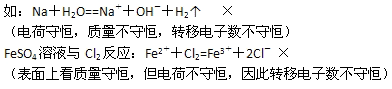 如：Na＋H₂O==Na⁺＋OH⁻＋H₂↑　×
（电荷守恒，质量不守恒，转移电子数不守恒）
FeSO₄溶液与Cl₂反应：Fe²⁺＋Cl₂=Fe³⁺＋2Cl⁻ ×
（表面上看质量守恒，但电荷不守恒，因此转移电子数不守恒）